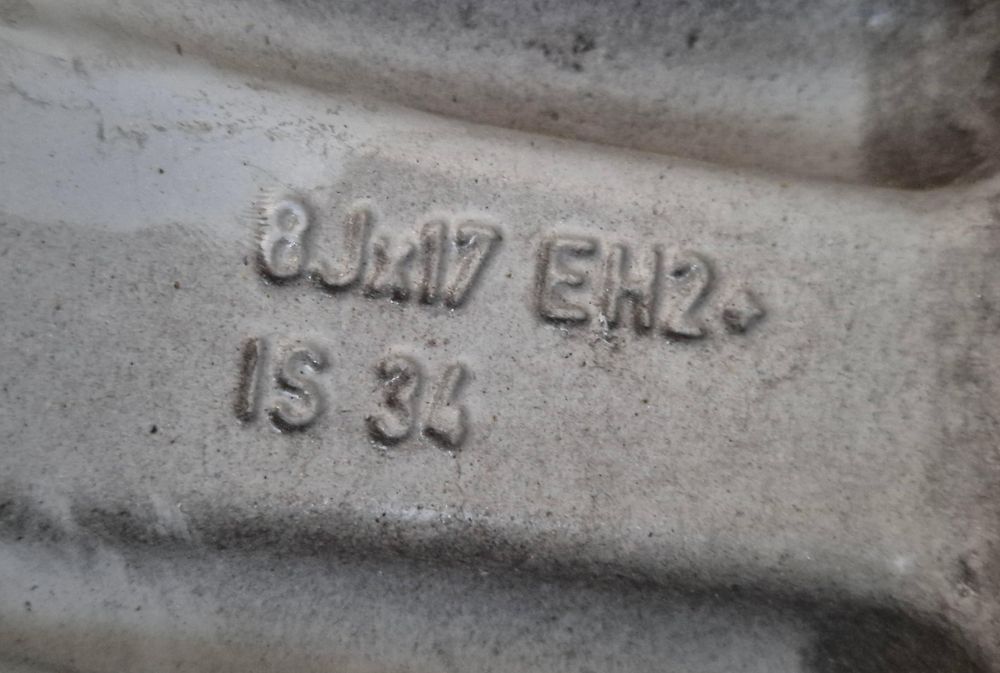 8Jx17 EH2+
IS 34